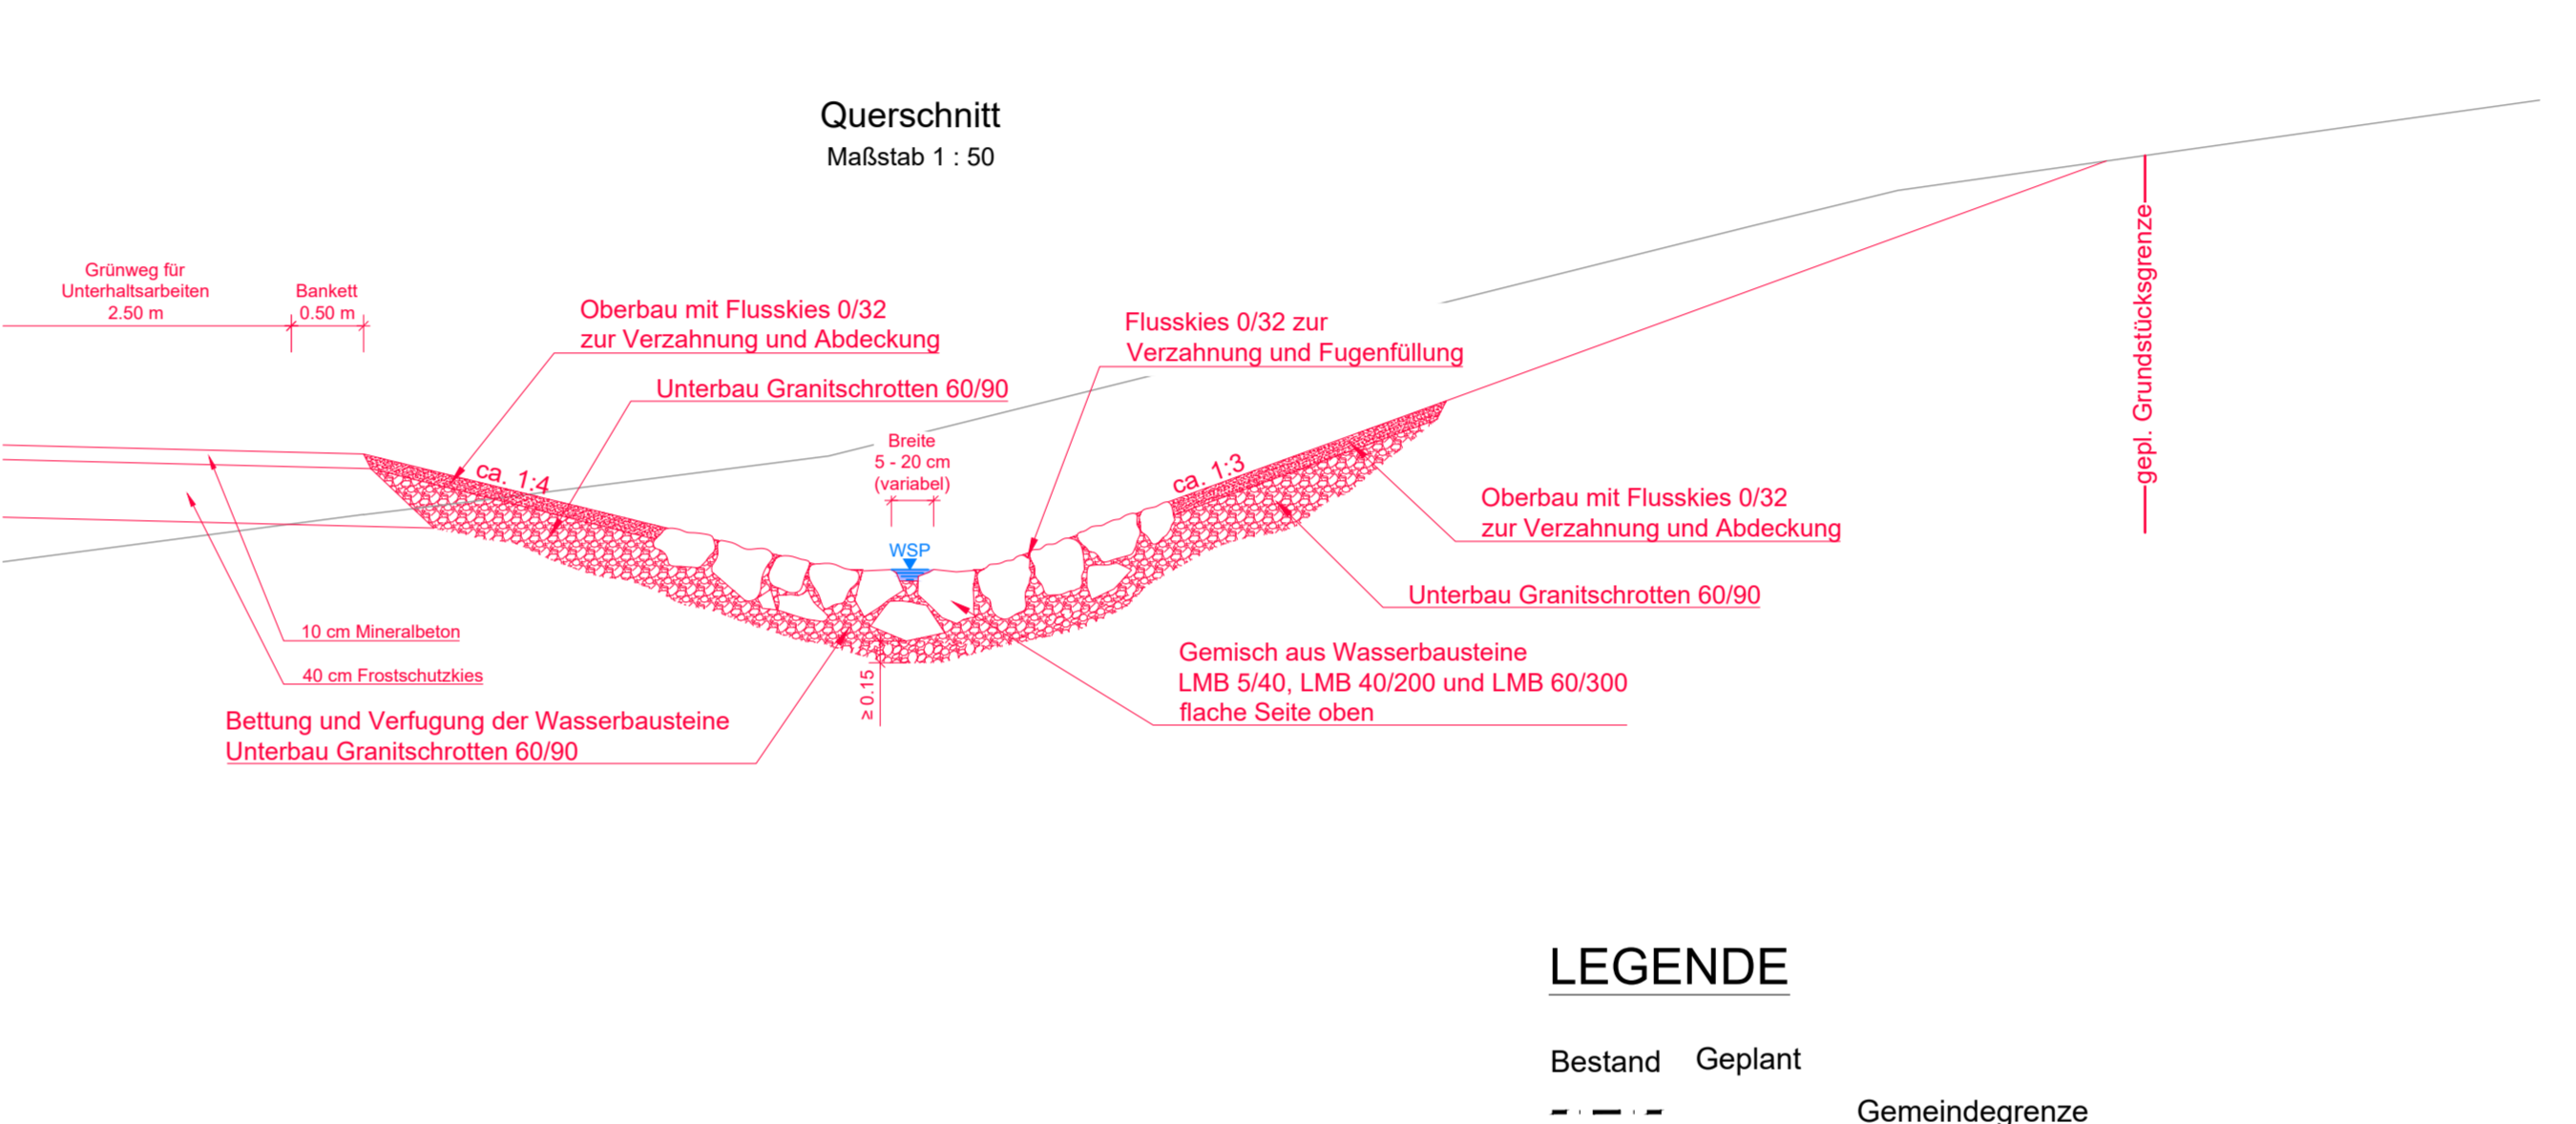 Querschnitt
Maßstab 1 : 50
Grünweg für
Unterhaltsarbeiten
2.50 m
Bankett
0.50 m
Oberbau mit Flusskies 0/32
zur Verzahnung und Abdeckung
Unterbau Granitschrotten 60/90
Flusskies 0/32 zur
Verzahnung und Fugenfüllung
gepl. Grundstücksgrenze
Breite
5 - 20 cm
(variabel)
ca. 1:4
ca. 1:3
WSP
Oberbau mit Flusskies 0/32
zur Verzahnung und Abdeckung
Unterbau Granitschrotten 60/90
10 cm Mineralbeton
40 cm Frostschutzkies
≥ 0.15
Gemisch aus Wasserbausteine
LMB 5/40, LMB 40/200 und LMB 60/300
flache Seite oben
Bettung und Verfugung der Wasserbausteine
Unterbau Granitschrotten 60/90
LEGENDE
Bestand
Geplant
Gemeindegrenze